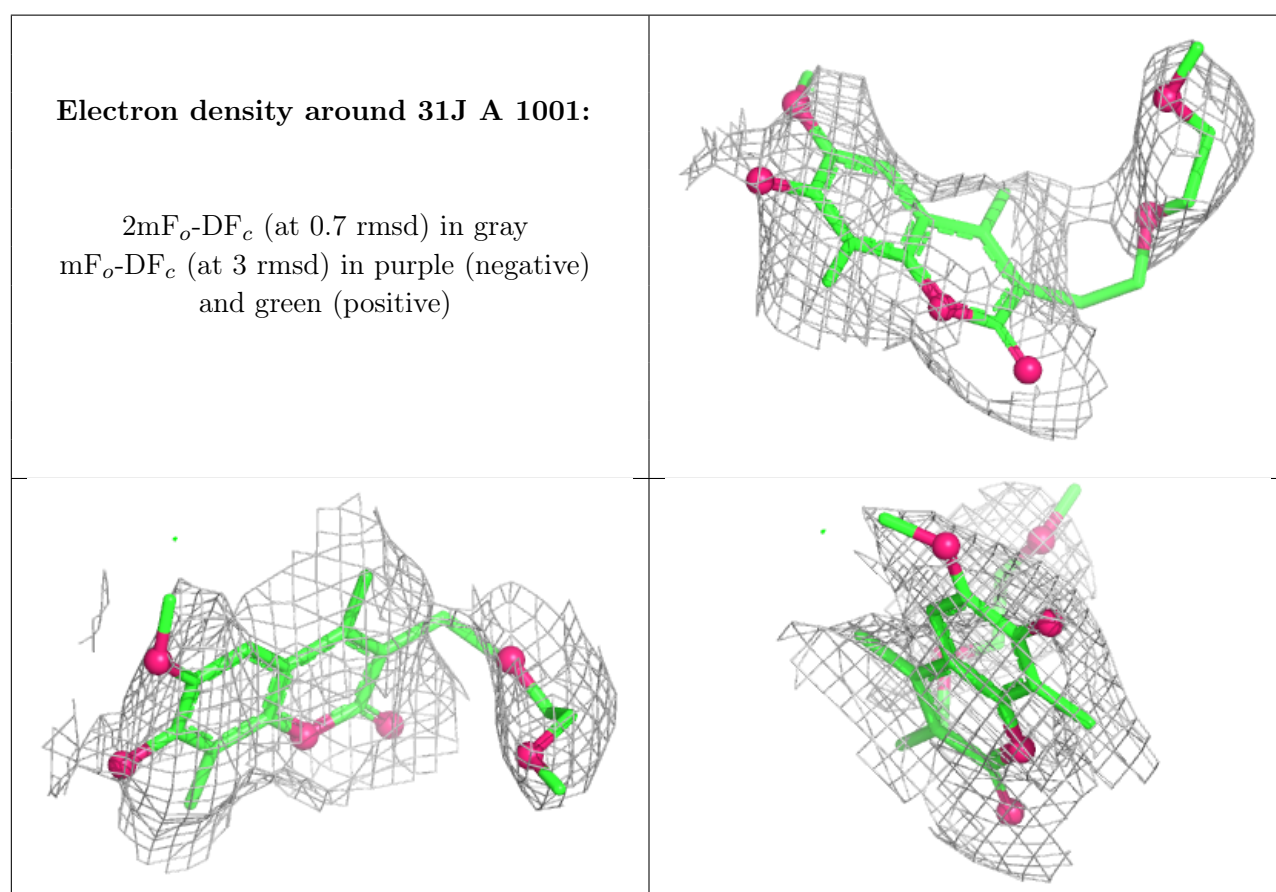 Electron density around 31J A 1001:
2mFo-DFc (at 0.7 rmsd) in gray
mFo-DFc (at 3 rmsd) in purple (negative)
and green (positive)